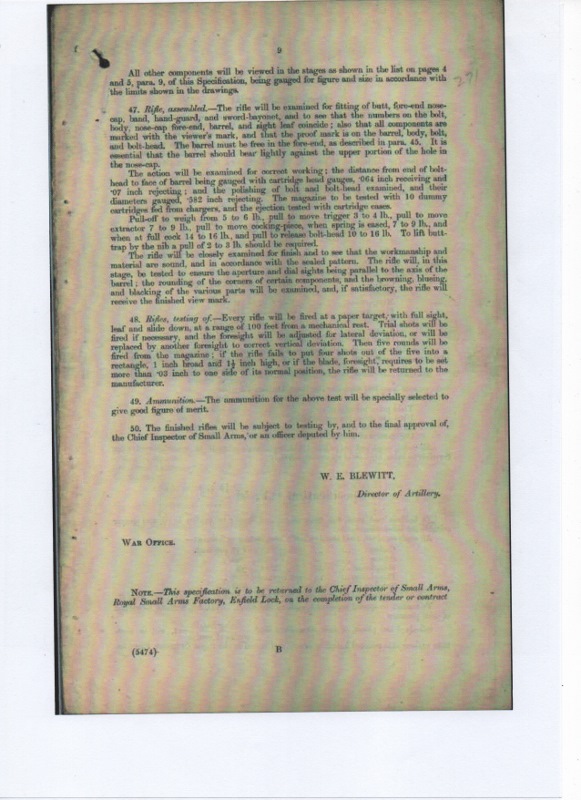 9
All other components will be viewed in the stages as shown in the list on pages 4
and 5, para. 9, of this Specification, being gauged for figure and size in accordance with
the limits shown in the drawings.
47. Rifle, assembled.—The rifle will be examined for fitting of butt, fore-end nose-
cap, band, hand-guard, and sword-bayonet, and to see that the numbers on the bolt,
body, nose-cap fore-end, barrel, and sight leaf coincide; also that all components are
marked with the viewer's mark, and that the proof mark is on the barrel, body, bolt,
and bolt-head. The barrel must be free in the fore-end, as described in para. 45. It is
essential that the barrel should bear lightly against the upper portion of the hole in
the nose-cap.
The action will be examined for correct working; the distance from end of bolt-
head to face of barrel being gauged with cartridge head gauges, ·064 inch receiving and
·07 inch rejecting; and the polishing of bolt and bolt-head examined, and their
diameters gauged, ·582 inch rejecting. The magazine to be tested with 10 dummy
cartridges fed from chargers, and the ejection tested with cartridge cases.
Pull-off to weigh from 5 to 6 lb., pull to move trigger 3 to 4 lb., pull to move
extractor 7 to 9 lb., pull to move cocking-piece, when spring is eased, 7 to 9 lb., and
when at full cock 14 to 16 lb., and pull to release bolt-head 10 to 16 lb. To lift butt-
trap by the nib a pull of 2 to 3 lb. should be required.
The rifle will be closely examined for finish and to see that the workmanship and
material are sound, and in accordance with the sealed pattern. The rifle will, in this
stage, be tested to ensure the aperture and dial sights being parallel to the axis of the
barrel; the rounding of the corners of certain components, and the browning, blueing,
and blacking of the various parts will be examined, and, if satisfactory, the rifle will
receive the finished view mark.
48. Rifles, testing of.—Every rifle will be fired at a paper target, with full sight,
leaf and slide down, at a range of 100 feet from a mechanical rest. Trial shots will be
fired if necessary, and the foresight will be adjusted for lateral deviation, or will be
replaced by another foresight to correct vertical deviation. Then five rounds will be
fired from the magazine; if the rifle fails to put four shots out of the five into a
rectangle, 1 inch broad and 1½ inch high, or if the blade, foresight, requires to be set
more than ·03 inch to one side of its normal position, the rifle will be returned to the
manufacturer.
49. Ammunition.—The ammunition for the above test will be specially selected to
give good figure of merit.
50. The finished rifles will be subject to testing by, and to the final approval of,
the Chief Inspector of Small Arms, or an officer deputed by him.
W. E. BLEWITT,
Director of Artillery.
WAR OFFICE.
NOTE.—This specification is to be returned to the Chief Inspector of Small Arms,
Royal Small Arms Factory, Enfield Lock, on the completion of the tender or contract
(5474)
B